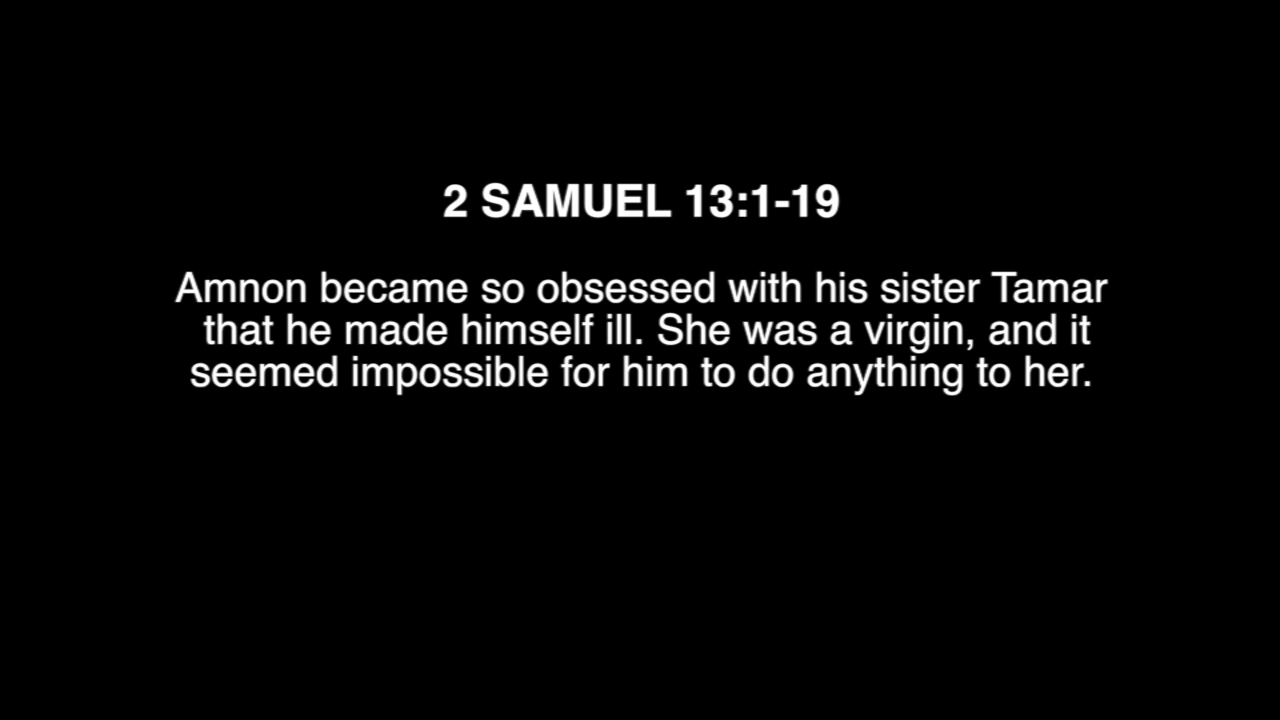 2 SAMUEL 13:1-19
Amnon became so obsessed with his sister Tamar
that he made himself ill. She was a virgin, and it
seemed impossible for him to do anything to her.